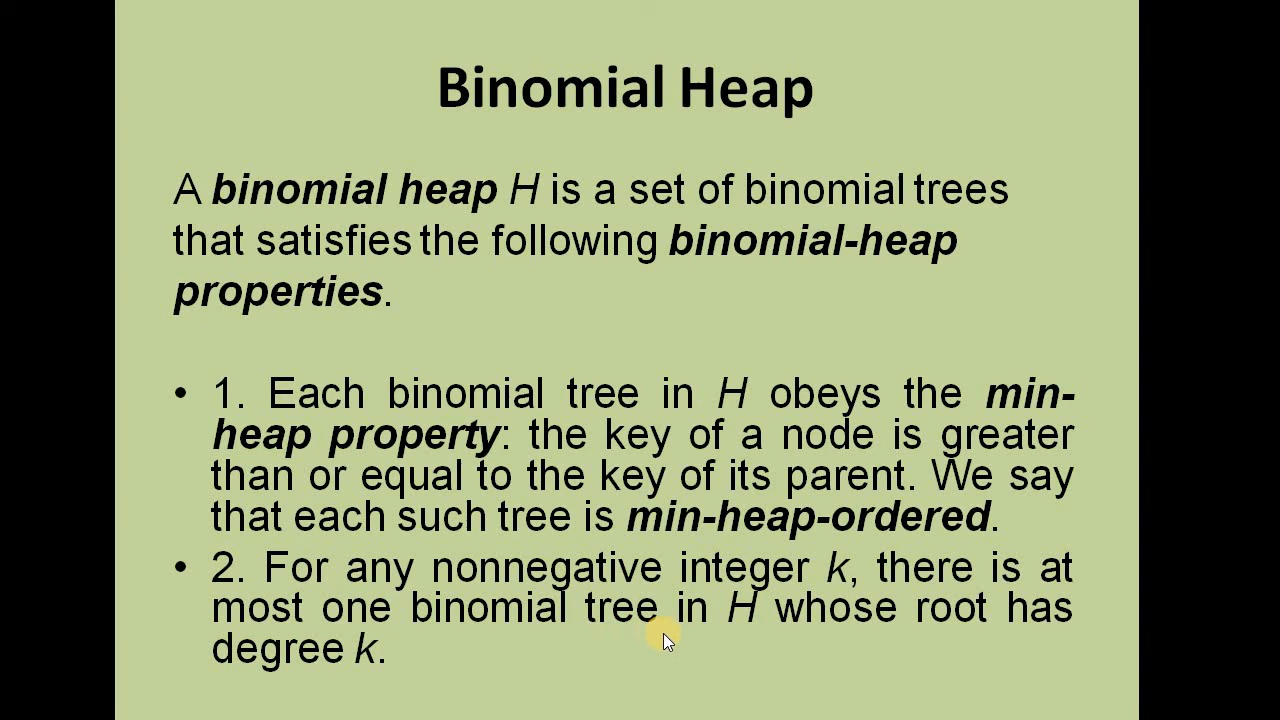 Binomial Heap
A binomial heap H is a set of binomial trees
that satisfies the following binomial-heap
properties.
• 1. Each binomial tree in H obeys the min-
heap property: the key of a node is greater
than or equal to the key of its parent. We say
that each such tree is min-heap-ordered.
• 2. For any nonnegative integer k, there is at
most one binomial tree in H whose root has
degree k.